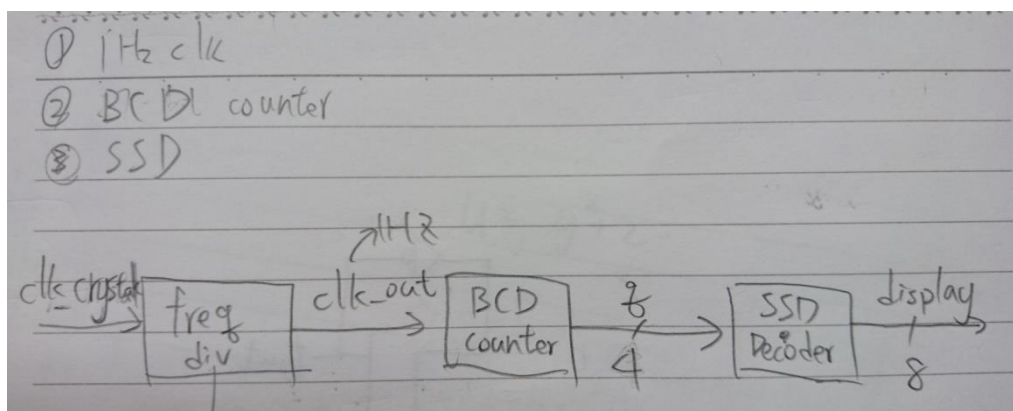 ① 1Hz clk
② BCD counter
③ SSD
1HZ
clk_crystal
freq
div
clk_out
BCD
counter
q
4
SSD
Decoder
display
8